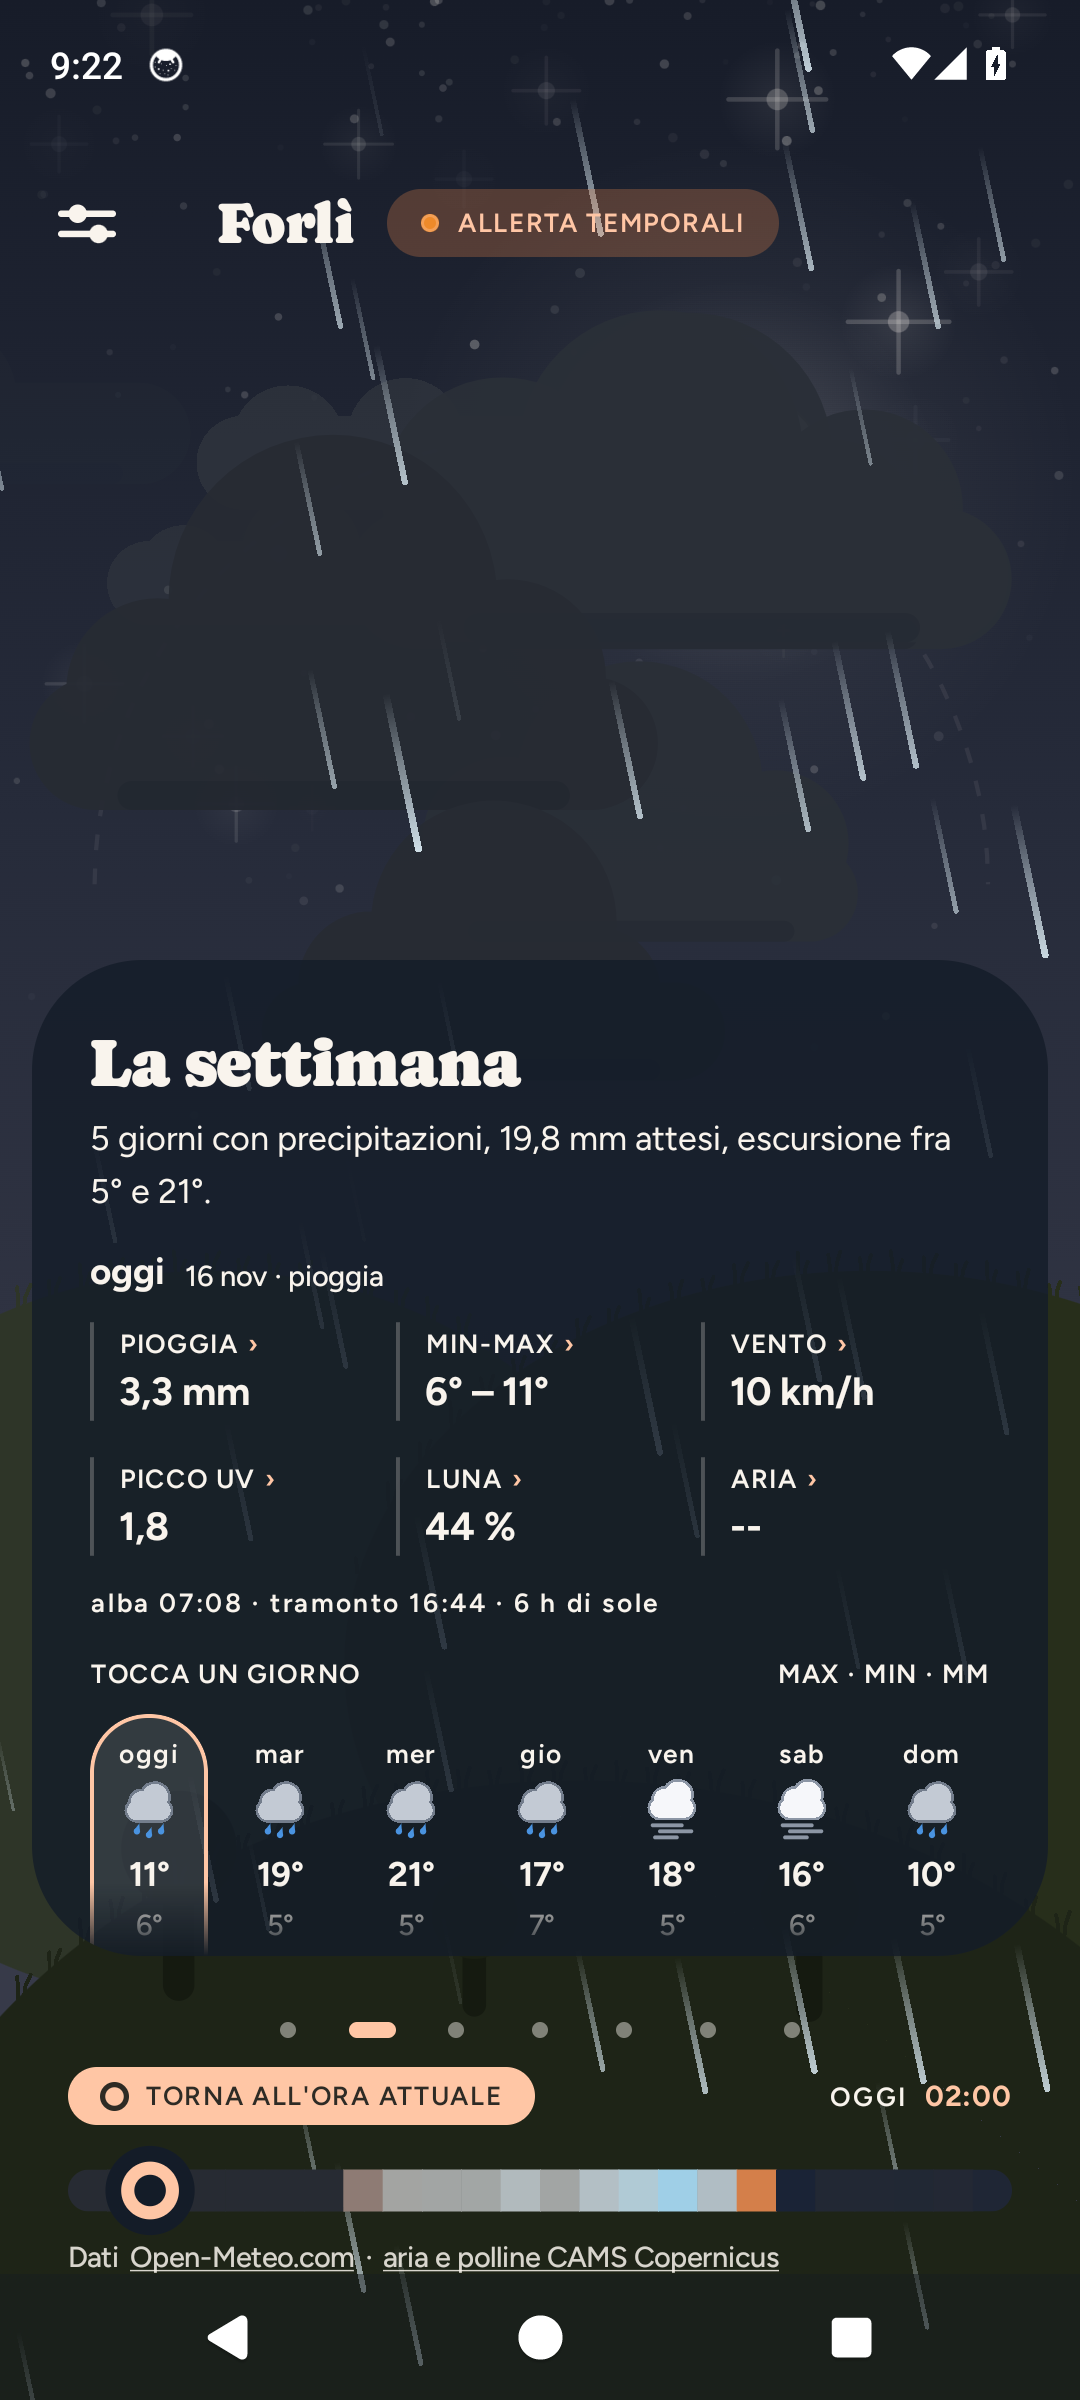 9:22
Forlì ALLERTA TEMPORALI
La settimana
5 giorni con precipitazioni, 19,8 mm attesi, escursione fra
5° e 21°.
oggi 16 nov · pioggia
PIOGGIA › MIN-MAX › VENTO ›
3,3 mm 6° – 11° 10 km/h
PICCO UV › LUNA › ARIA ›
1,8 44 % --
alba 07:08 · tramonto 16:44 · 6 h di sole
TOCCA UN GIORNO MAX · MIN · MM
oggi mar mer gio ven sab dom
11° 19° 21° 17° 18° 16° 10°
6° 5° 5° 7° 5° 6° 5°
TORNA ALL'ORA ATTUALE OGGI 02:00
Dati Open-Meteo.com · aria e polline CAMS Copernicus